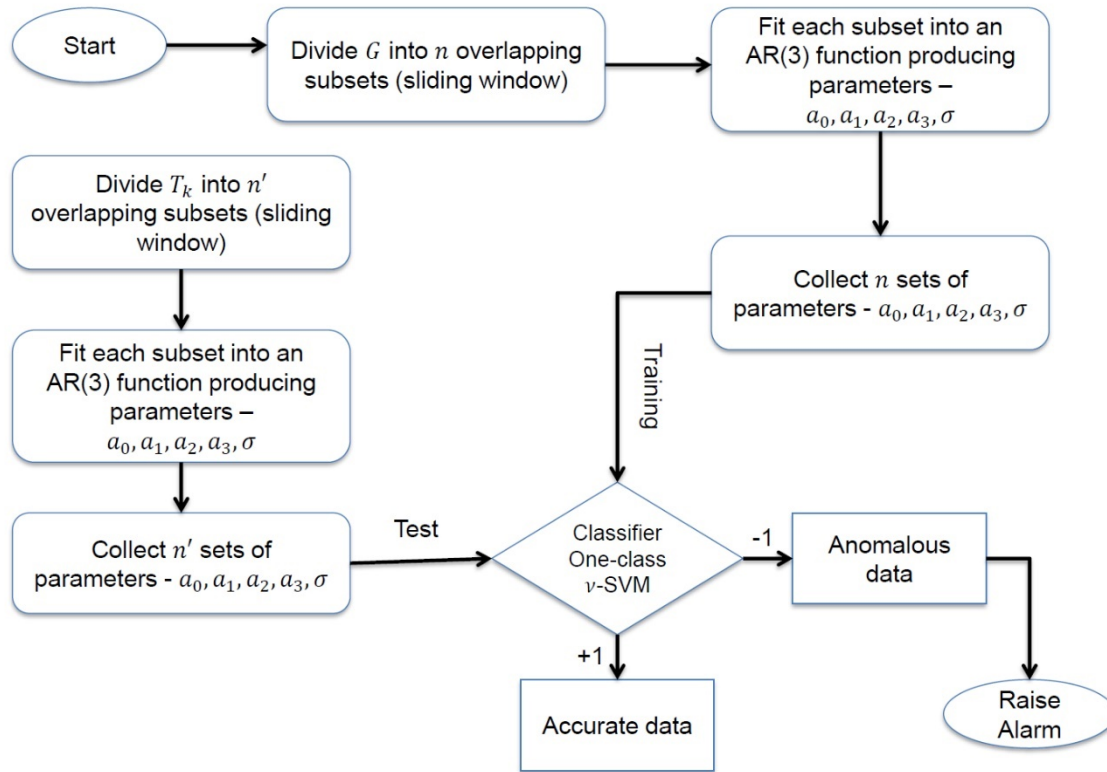 Start
Divide G into n overlapping
subsets (sliding window)
Fit each subset into an
AR(3) function producing
parameters –
a₀, a₁, a₂, a₃, σ
Divide Tₖ into n′
overlapping subsets (sliding
window)
Collect n sets of
parameters - a₀, a₁, a₂, a₃, σ
Fit each subset into an
AR(3) function producing
parameters –
a₀, a₁, a₂, a₃, σ
Training
Collect n′ sets of
parameters - a₀, a₁, a₂, a₃, σ
Test
Classifier
One-class
ν-SVM
-1
Anomalous
data
+1
Accurate data
Raise
Alarm